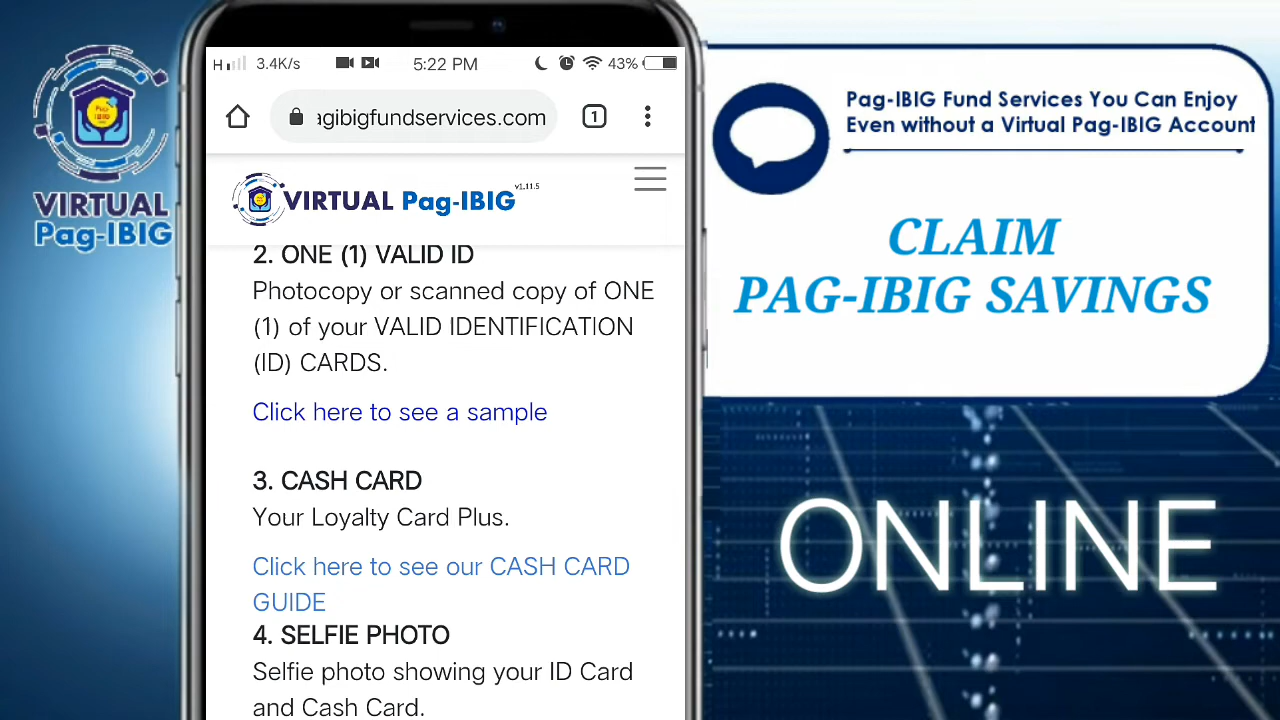 VIRTUAL
Pag-IBIG
H 3.4K/s 5:22 PM 43%
agibigfundservices.com 1
VIRTUAL Pag-IBIG v1.11.5
2. ONE (1) VALID ID
Photocopy or scanned copy of ONE
(1) of your VALID IDENTIFICATION
(ID) CARDS.
Click here to see a sample
3. CASH CARD
Your Loyalty Card Plus.
Click here to see our CASH CARD
GUIDE
4. SELFIE PHOTO
Selfie photo showing your ID Card
and Cash Card.
Pag-IBIG Fund Services You Can Enjoy
Even without a Virtual Pag-IBIG Account
CLAIM
PAG-IBIG SAVINGS
ONLINE